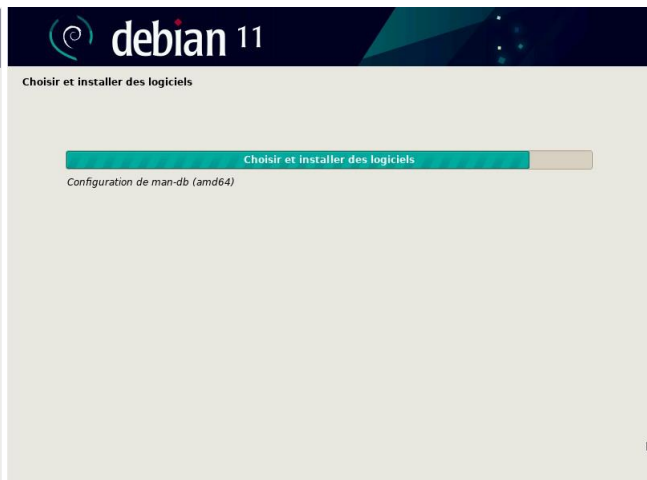 debian 11
Choisir et installer des logiciels
Choisir et installer des logiciels
Configuration de man-db (amd64)